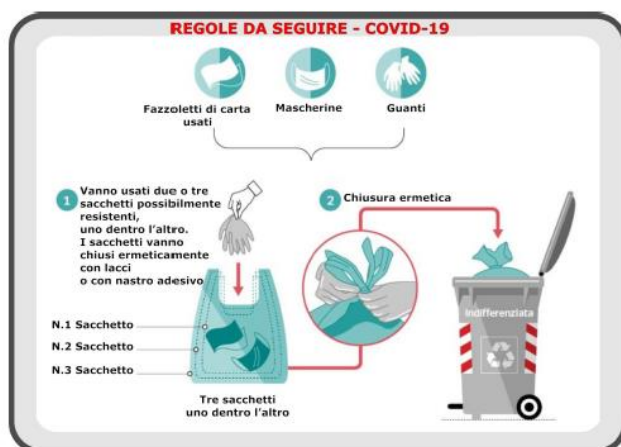 REGOLE DA SEGUIRE - COVID-19
Fazzoletti di carta
usati
Mascherine
Guanti
1
Vanno usati due o tre
sacchetti possibilmente
resistenti,
uno dentro l'altro.
I sacchetti vanno
chiusi ermeticamente
con lacci
o con nastro adesivo
2
Chiusura ermetica
N.1 Sacchetto
N.2 Sacchetto
N.3 Sacchetto
Tre sacchetti
uno dentro l'altro
Indifferenziata